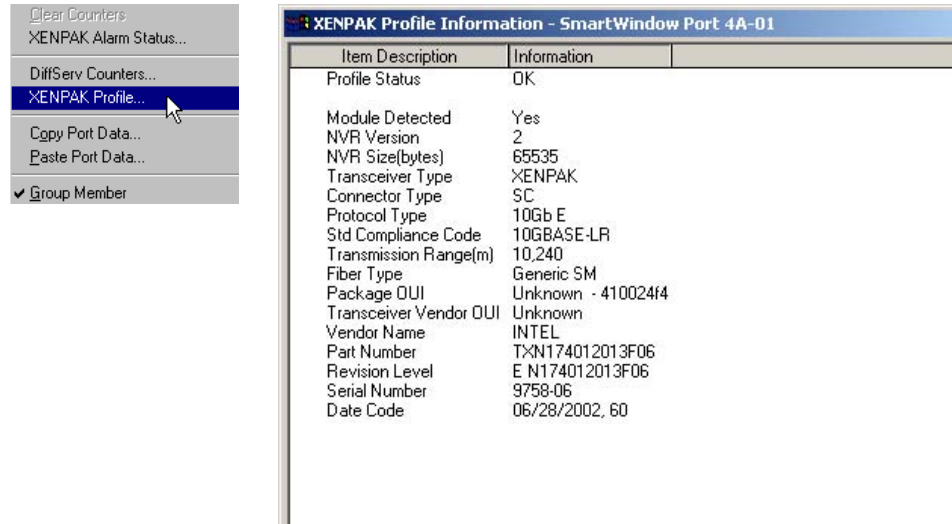 Clear Counters
XENPAK Alarm Status...
DiffServ Counters...
XENPAK Profile...
Copy Port Data...
Paste Port Data...
Group Member
XENPAK Profile Information - SmartWindow Port 4A-01
Item Description Information
Profile Status OK
Module Detected Yes
NVR Version 2
NVR Size(bytes) 65535
Transceiver Type XENPAK
Connector Type SC
Protocol Type 10Gb E
Std Compliance Code 10GBASE-LR
Transmission Range(m) 10,240
Fiber Type Generic SM
Package OUI Unknown - 410024f4
Transceiver Vendor OUI Unknown
Vendor Name INTEL
Part Number TXN174012013F06
Revision Level E N174012013F06
Serial Number 9758-06
Date Code 06/28/2002, 60